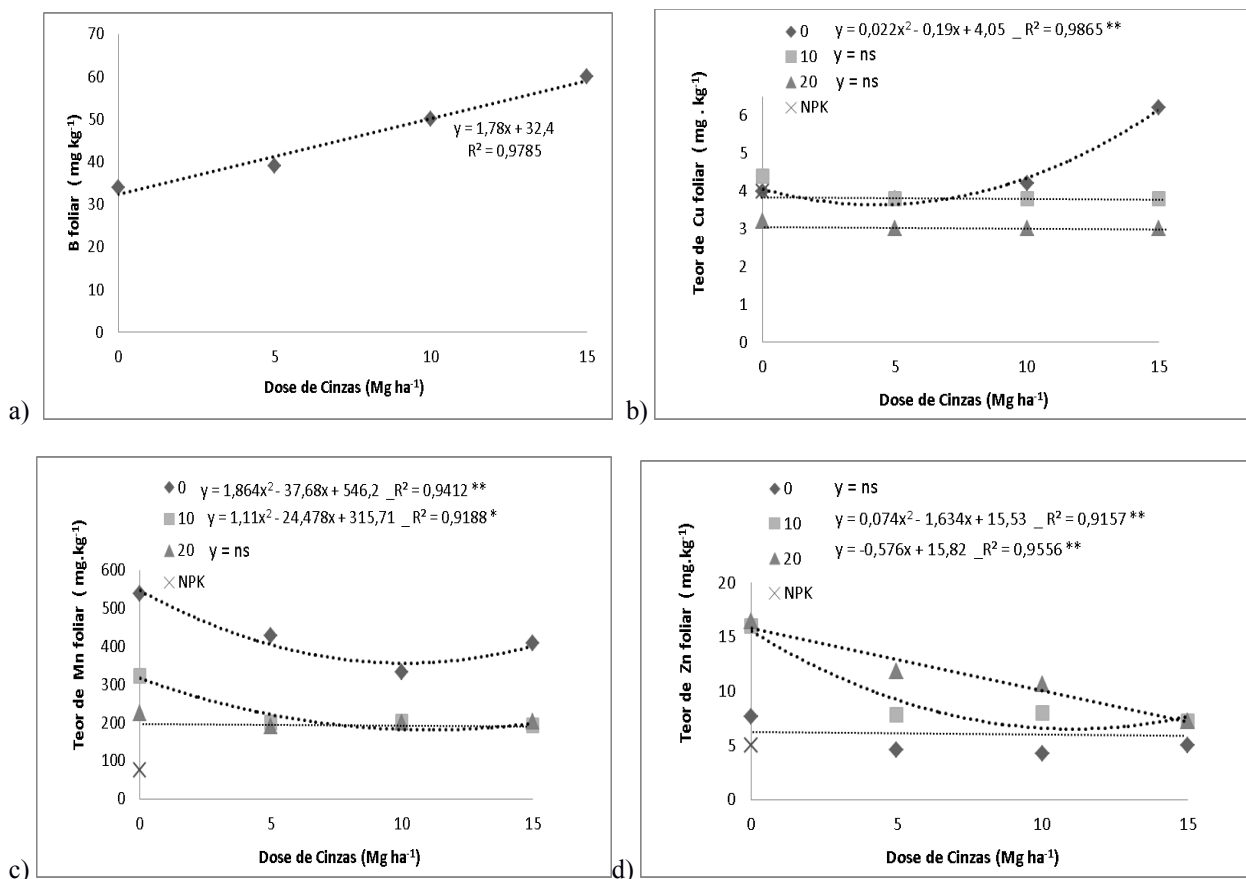 70
60
50
40
30
20
10
0
B foliar ( mg kg⁻¹)
y = 1,78x + 32,4
R² = 0,9785
0 5 10 15
Dose de Cinzas (Mg ha⁻¹)
a)
0 y = 0,022x² - 0,19x + 4,05 _ R² = 0,9865 **
10 y = ns
20 y = ns
NPK
6
5
4
3
2
1
0
Teor de Cu foliar ( mg . kg⁻¹)
0 5 10 15
Dose de Cinzas (Mg ha⁻¹)
b)
0 y = 1,864x² - 37,68x + 546,2 _R² = 0,9412 **
10 y = 1,11x² - 24,478x + 315,71 _R² = 0,9188 *
20 y = ns
NPK
600
500
400
300
200
100
0
Teor de Mn foliar ( mg.kg⁻¹)
0 5 10 15
Dose de Cinzas (Mg ha⁻¹)
c)
0 y = ns
10 y = 0,074x² - 1,634x + 15,53 _ R² = 0,9157 **
20 y = -0,576x + 15,82 _R² = 0,9556 **
NPK
20
15
10
5
0
Teor de Zn foliar ( mg.kg⁻¹)
0 5 10 15
Dose de Cinzas (Mg ha⁻¹)
d)